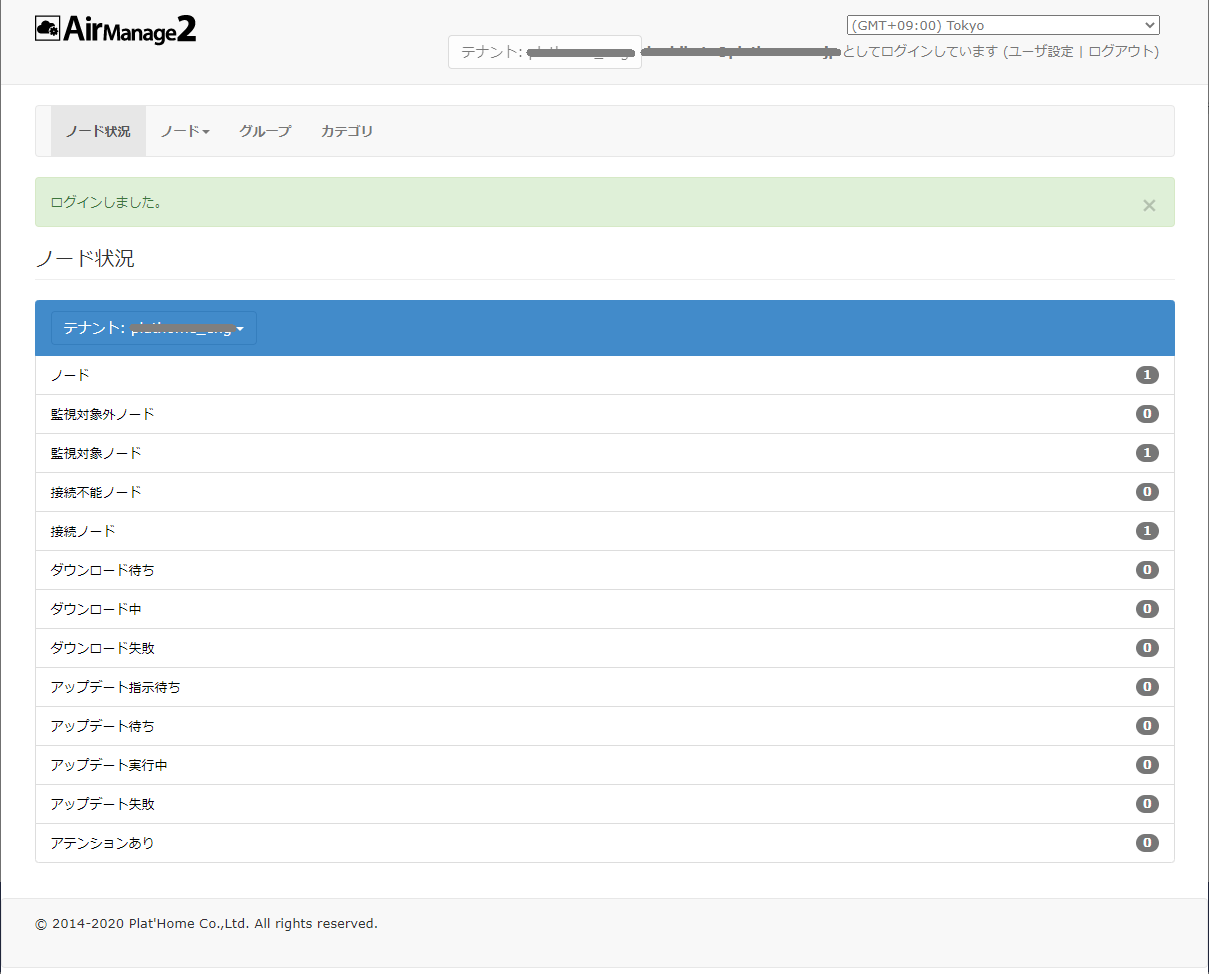 AirManage2
(GMT+09:00) Tokyo
テナント:
としてログインしています (ユーザ設定 | ログアウト)
ノード状況 ノード グループ カテゴリ
ログインしました。 ×
ノード状況
テナント:
ノード 1
監視対象外ノード 0
監視対象ノード 1
接続不能ノード 0
接続ノード 1
ダウンロード待ち 0
ダウンロード中 0
ダウンロード失敗 0
アップデート指示待ち 0
アップデート待ち 0
アップデート実行中 0
アップデート失敗 0
アテンションあり 0
© 2014-2020 Plat'Home Co.,Ltd. All rights reserved.